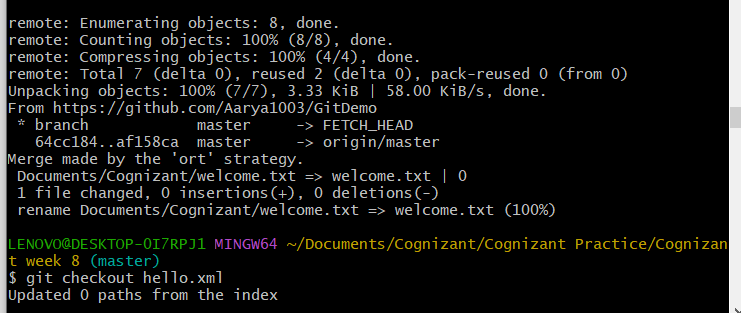 remote: Enumerating objects: 8, done.
remote: Counting objects: 100% (8/8), done.
remote: Compressing objects: 100% (4/4), done.
remote: Total 7 (delta 0), reused 2 (delta 0), pack-reused 0 (from 0)
Unpacking objects: 100% (7/7), 3.33 KiB | 58.00 KiB/s, done.
From https://github.com/Aarya1003/GitDemo
 * branch            master     -> FETCH_HEAD
   64cc184..af158ca  master     -> origin/master
Merge made by the 'ort' strategy.
 Documents/Cognizant/welcome.txt => welcome.txt | 0
 1 file changed, 0 insertions(+), 0 deletions(-)
 rename Documents/Cognizant/welcome.txt => welcome.txt (100%)
LENOVO@DESKTOP-OI7RPJ1 MINGW64 ~/Documents/Cognizant/Cognizant Practice/Cognizan
t week 8 (master)
$ git checkout hello.xml
Updated 0 paths from the index